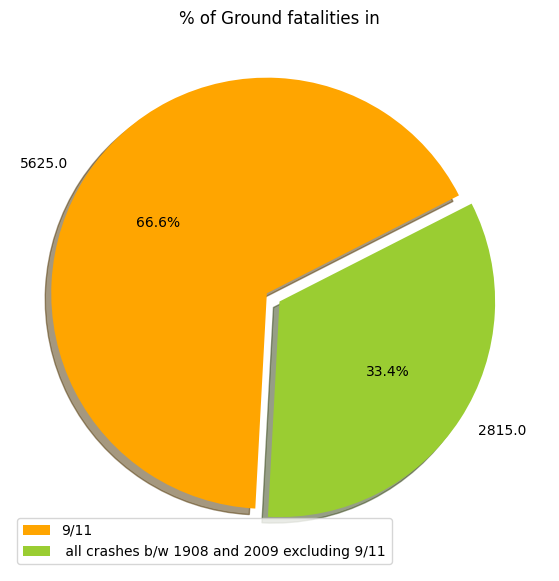 % of Ground fatalities in
5625.0
66.6%
33.4%
2815.0
9/11
all crashes b/w 1908 and 2009 excluding 9/11